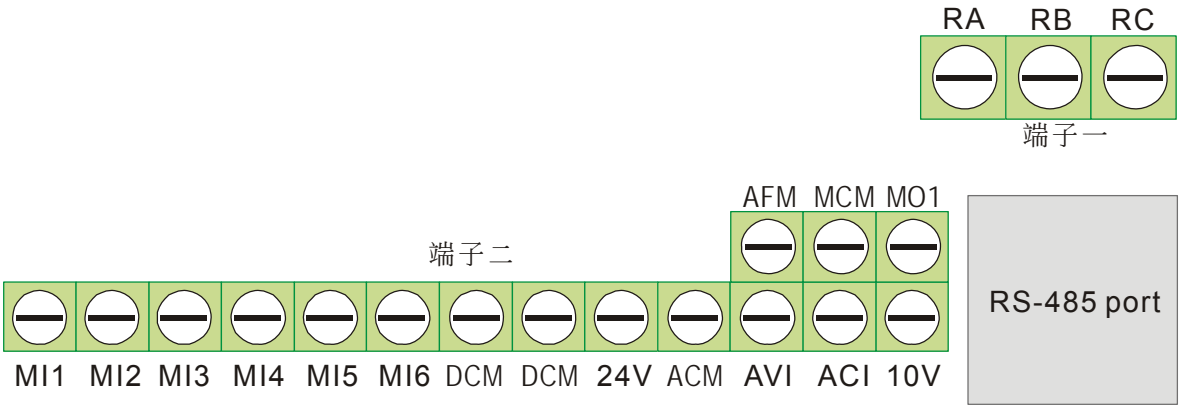 RA RB RC
端子一
AFM MCM MO1
端子二
RS-485 port
MI1 MI2 MI3 MI4 MI5 MI6 DCM DCM 24V ACM AVI ACI 10V